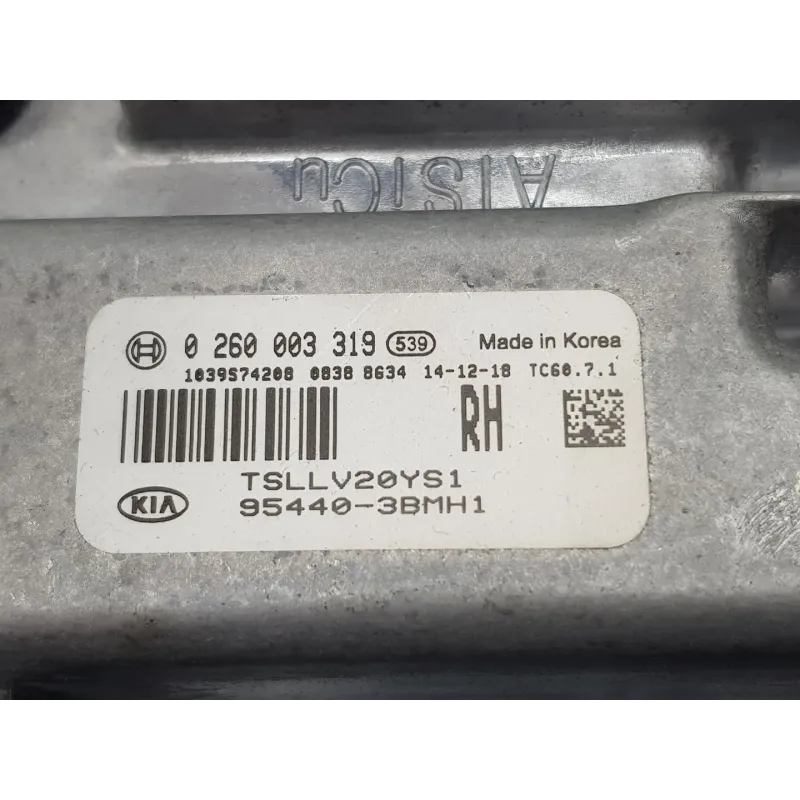 AlSiCu
0 260 003 319 539 Made in Korea
1039S74208 0838 8634 14-12-18 TC60.7.1
RH
TSLLV20YS1
KIA 95440-3BMH1